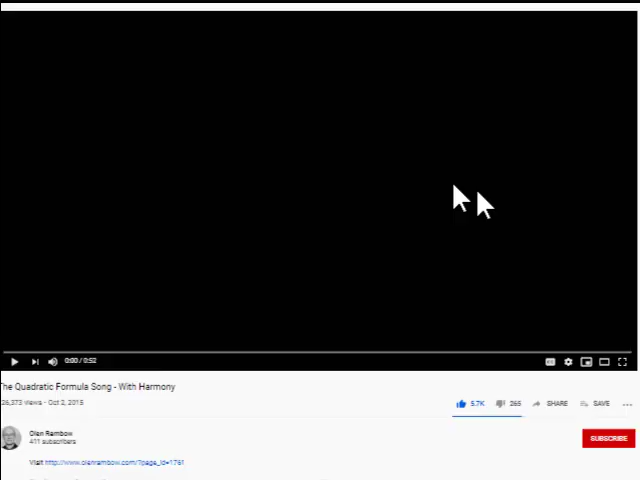 0:00 / 0:52
The Quadratic Formula Song - With Harmony
26,373 views • Oct 2, 2015
5.7K 265 SHARE SAVE
Olen Rambow
411 subscribers
SUBSCRIBE
Visit http://www.olenrambow.com/?page_id=1761